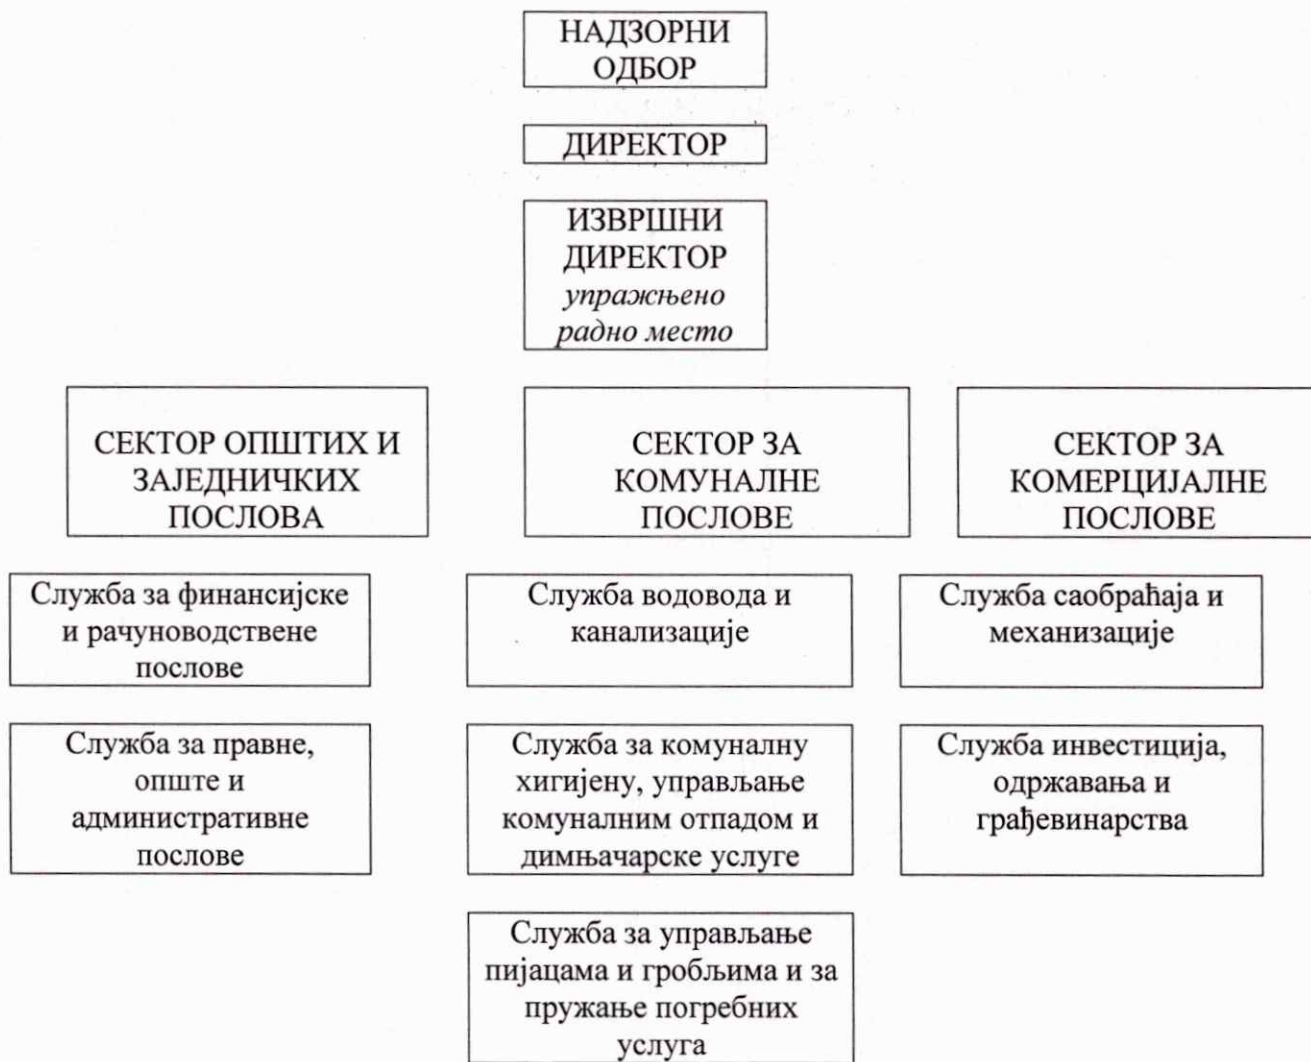 НАДЗОРНИ
ОДБОР
ДИРЕКТОР
ИЗВРШНИ
ДИРЕКТОР
упражњено
радно место
СЕКТОР ОПШТИХ И
ЗАЈЕДНИЧКИХ
ПОСЛОВА
СЕКТОР ЗА
КОМУНАЛНЕ
ПОСЛОВЕ
СЕКТОР ЗА
КОМЕРЦИЈАЛНЕ
ПОСЛОВЕ
Служба за финансијске
и рачуноводствене
послове
Служба водовода и
канализације
Служба саобраћаја и
механизације
Служба за правне,
опште и
административне
послове
Служба за комуналну
хигијену, управљање
комуналним отпадом и
димњачарске услуге
Служба инвестиција,
одржавања и
грађевинарства
Служба за управљање
пијацама и гробљима и за
пружање погребних
услуга